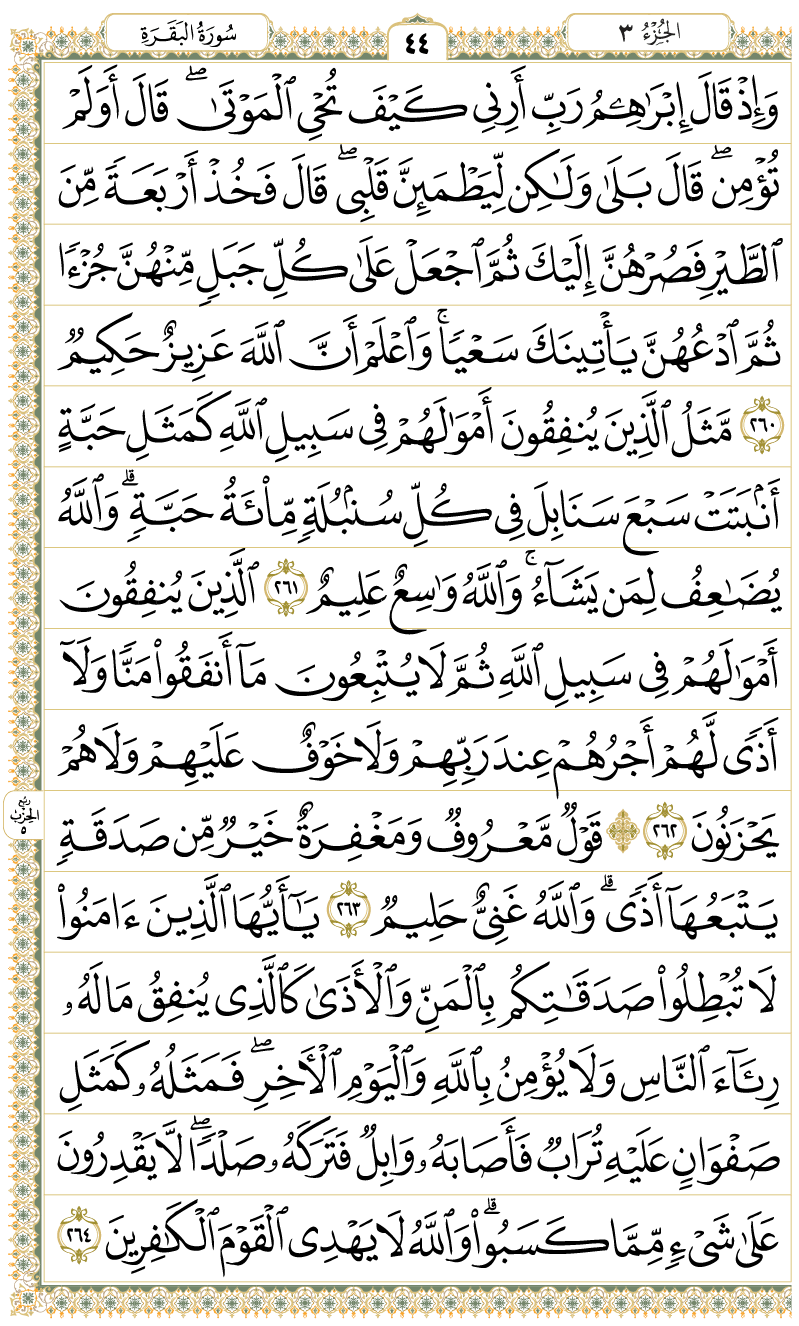 الجُزْءُ ٣
٤٤
سُورَةُ البَقَرَةِ
وَإِذْ قَالَ إِبْرَٰهِـۧمُ رَبِّ أَرِنِى كَيْفَ تُحْىِ ٱلْمَوْتَىٰ ۖ قَالَ أَوَلَمْ
تُؤْمِن ۖ قَالَ بَلَىٰ وَلَـٰكِن لِّيَطْمَئِنَّ قَلْبِى ۖ قَالَ فَخُذْ أَرْبَعَةً مِّنَ
ٱلطَّيْرِ فَصُرْهُنَّ إِلَيْكَ ثُمَّ ٱجْعَلْ عَلَىٰ كُلِّ جَبَلٍ مِّنْهُنَّ جُزْءًا
ثُمَّ ٱدْعُهُنَّ يَأْتِينَكَ سَعْيًا ۚ وَٱعْلَمْ أَنَّ ٱللَّهَ عَزِيزٌ حَكِيمٌ
٢٦٠ مَّثَلُ ٱلَّذِينَ يُنفِقُونَ أَمْوَٰلَهُمْ فِى سَبِيلِ ٱللَّهِ كَمَثَلِ حَبَّةٍ
أَنۢبَتَتْ سَبْعَ سَنَابِلَ فِى كُلِّ سُنۢبُلَةٍ مِّا۟ئَةُ حَبَّةٍ ۗ وَٱللَّهُ
يُضَـٰعِفُ لِمَن يَشَآءُ ۚ وَٱللَّهُ وَٰسِعٌ عَلِيمٌ ٢٦١ ٱلَّذِينَ يُنفِقُونَ
أَمْوَٰلَهُمْ فِى سَبِيلِ ٱللَّهِ ثُمَّ لَا يُتْبِعُونَ مَآ أَنفَقُوا۟ مَنًّا وَلَآ
أَذًى لَّهُمْ أَجْرُهُمْ عِندَ رَبِّهِمْ وَلَا خَوْفٌ عَلَيْهِمْ وَلَا هُمْ
يَحْزَنُونَ ٢٦٢ ۞ قَوْلٌ مَّعْرُوفٌ وَمَغْفِرَةٌ خَيْرٌ مِّن صَدَقَةٍ
رُبع
الحِزْب
٥
يَتْبَعُهَآ أَذًى ۗ وَٱللَّهُ غَنِىٌّ حَلِيمٌ ٢٦٣ يَـٰٓأَيُّهَا ٱلَّذِينَ ءَامَنُوا۟
لَا تُبْطِلُوا۟ صَدَقَـٰتِكُم بِٱلْمَنِّ وَٱلْأَذَىٰ كَٱلَّذِى يُنفِقُ مَالَهُۥ
رِئَآءَ ٱلنَّاسِ وَلَا يُؤْمِنُ بِٱللَّهِ وَٱلْيَوْمِ ٱلْـَٔاخِرِ ۖ فَمَثَلُهُۥ كَمَثَلِ
صَفْوَانٍ عَلَيْهِ تُرَابٌ فَأَصَابَهُۥ وَابِلٌ فَتَرَكَهُۥ صَلْدًا ۖ لَّا يَقْدِرُونَ
عَلَىٰ شَىْءٍ مِّمَّا كَسَبُوا۟ ۗ وَٱللَّهُ لَا يَهْدِى ٱلْقَوْمَ ٱلْكَـٰفِرِينَ ٢٦٤